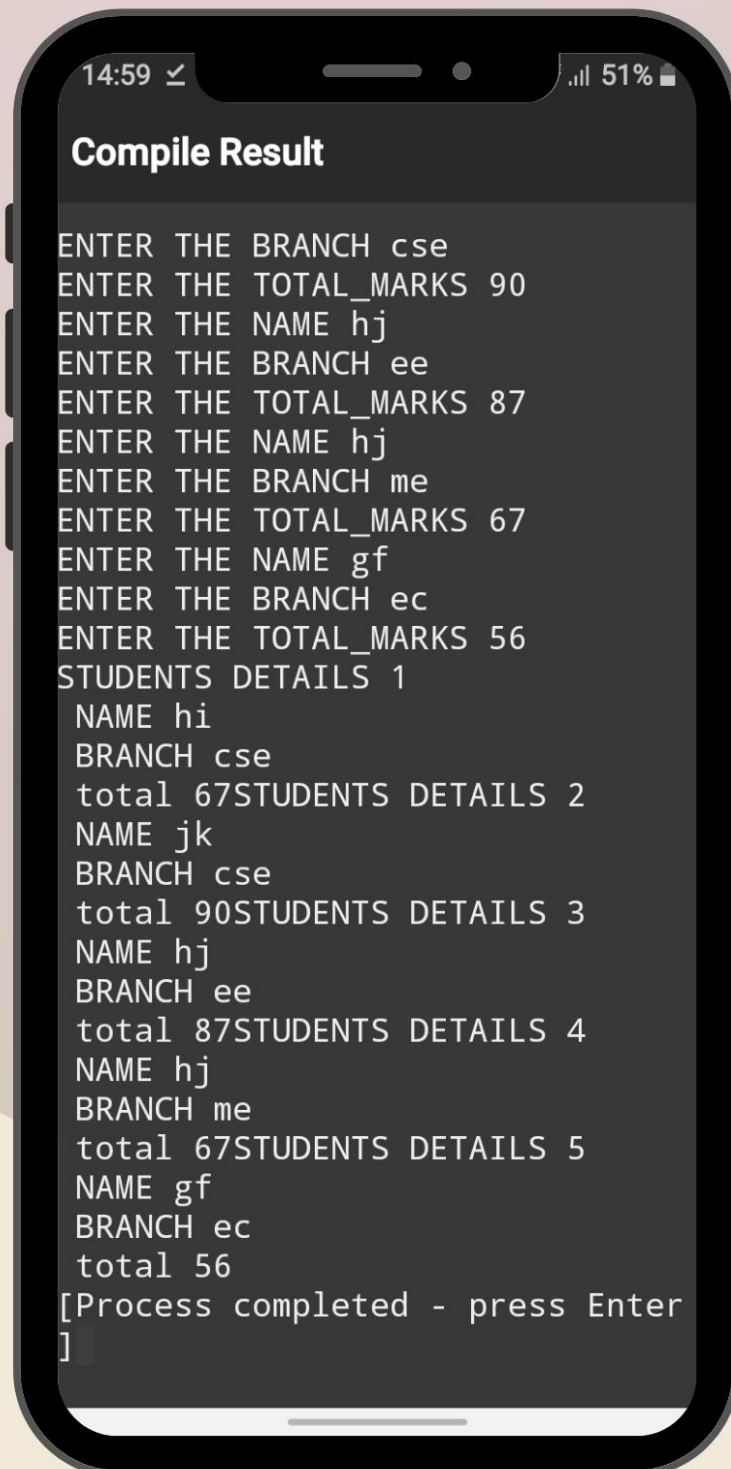 14:59
51%
Compile Result
ENTER THE BRANCH cse
ENTER THE TOTAL_MARKS 90
ENTER THE NAME hj
ENTER THE BRANCH ee
ENTER THE TOTAL_MARKS 87
ENTER THE NAME hj
ENTER THE BRANCH me
ENTER THE TOTAL_MARKS 67
ENTER THE NAME gf
ENTER THE BRANCH ec
ENTER THE TOTAL_MARKS 56
STUDENTS DETAILS 1
NAME hi
BRANCH cse
total 67STUDENTS DETAILS 2
NAME jk
BRANCH cse
total 90STUDENTS DETAILS 3
NAME hj
BRANCH ee
total 87STUDENTS DETAILS 4
NAME hj
BRANCH me
total 67STUDENTS DETAILS 5
NAME gf
BRANCH ec
total 56
[Process completed - press Enter
]